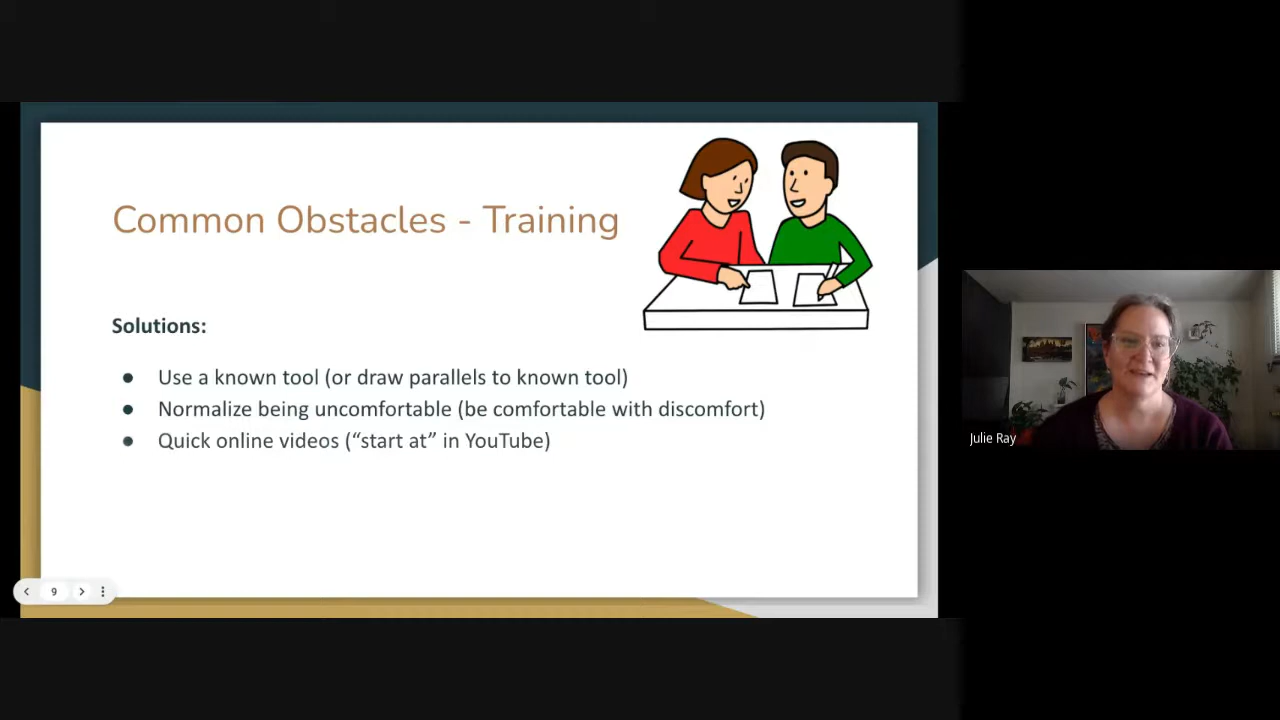 Common Obstacles - Training
Solutions:
● Use a known tool (or draw parallels to known tool)
● Normalize being uncomfortable (be comfortable with discomfort)
● Quick online videos (“start at” in YouTube)
9
Julie Ray